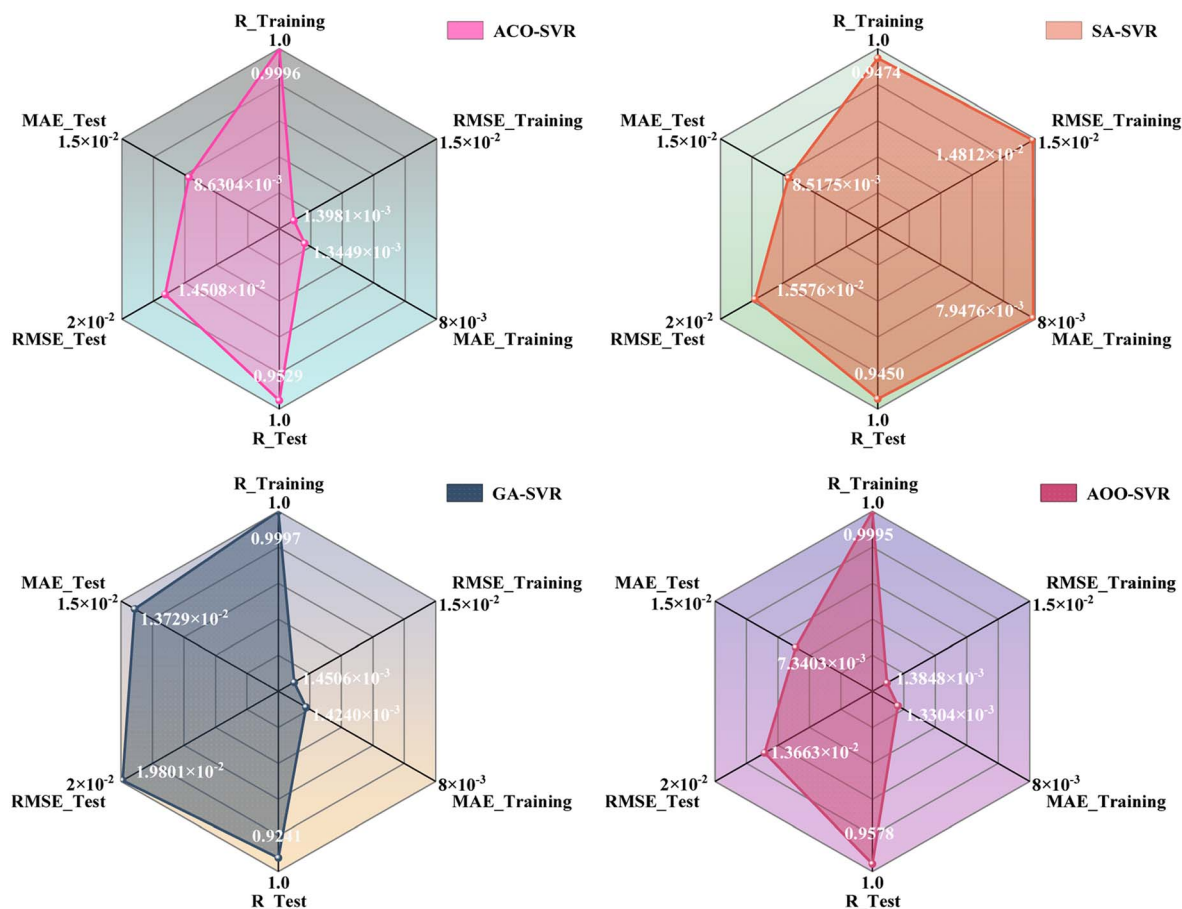 R_Training
1.0
ACO-SVR
0.9996
MAE_Test
1.5×10⁻²
RMSE_Training
1.5×10⁻²
8.6304×10⁻³
1.3981×10⁻³
1.3449×10⁻³
1.4508×10⁻²
2×10⁻²
RMSE_Test
8×10⁻³
MAE_Training
0.9529
1.0
R_Test
R_Training
1.0
SA-SVR
0.9474
MAE_Test
1.5×10⁻²
RMSE_Training
1.5×10⁻²
1.4812×10⁻²
8.5175×10⁻³
1.5576×10⁻²
7.9476×10⁻³
2×10⁻²
RMSE_Test
8×10⁻³
MAE_Training
0.9450
1.0
R_Test
R_Training
1.0
GA-SVR
0.9997
MAE_Test
1.5×10⁻²
RMSE_Training
1.5×10⁻²
1.3729×10⁻²
1.4506×10⁻³
1.4240×10⁻³
1.9801×10⁻²
2×10⁻²
RMSE_Test
8×10⁻³
MAE_Training
0.9241
1.0
R_Test
R_Training
1.0
AOO-SVR
0.9995
MAE_Test
1.5×10⁻²
RMSE_Training
1.5×10⁻²
7.3403×10⁻³
1.3848×10⁻³
1.3304×10⁻³
1.3663×10⁻²
2×10⁻²
RMSE_Test
8×10⁻³
MAE_Training
0.9578
1.0
R_Test